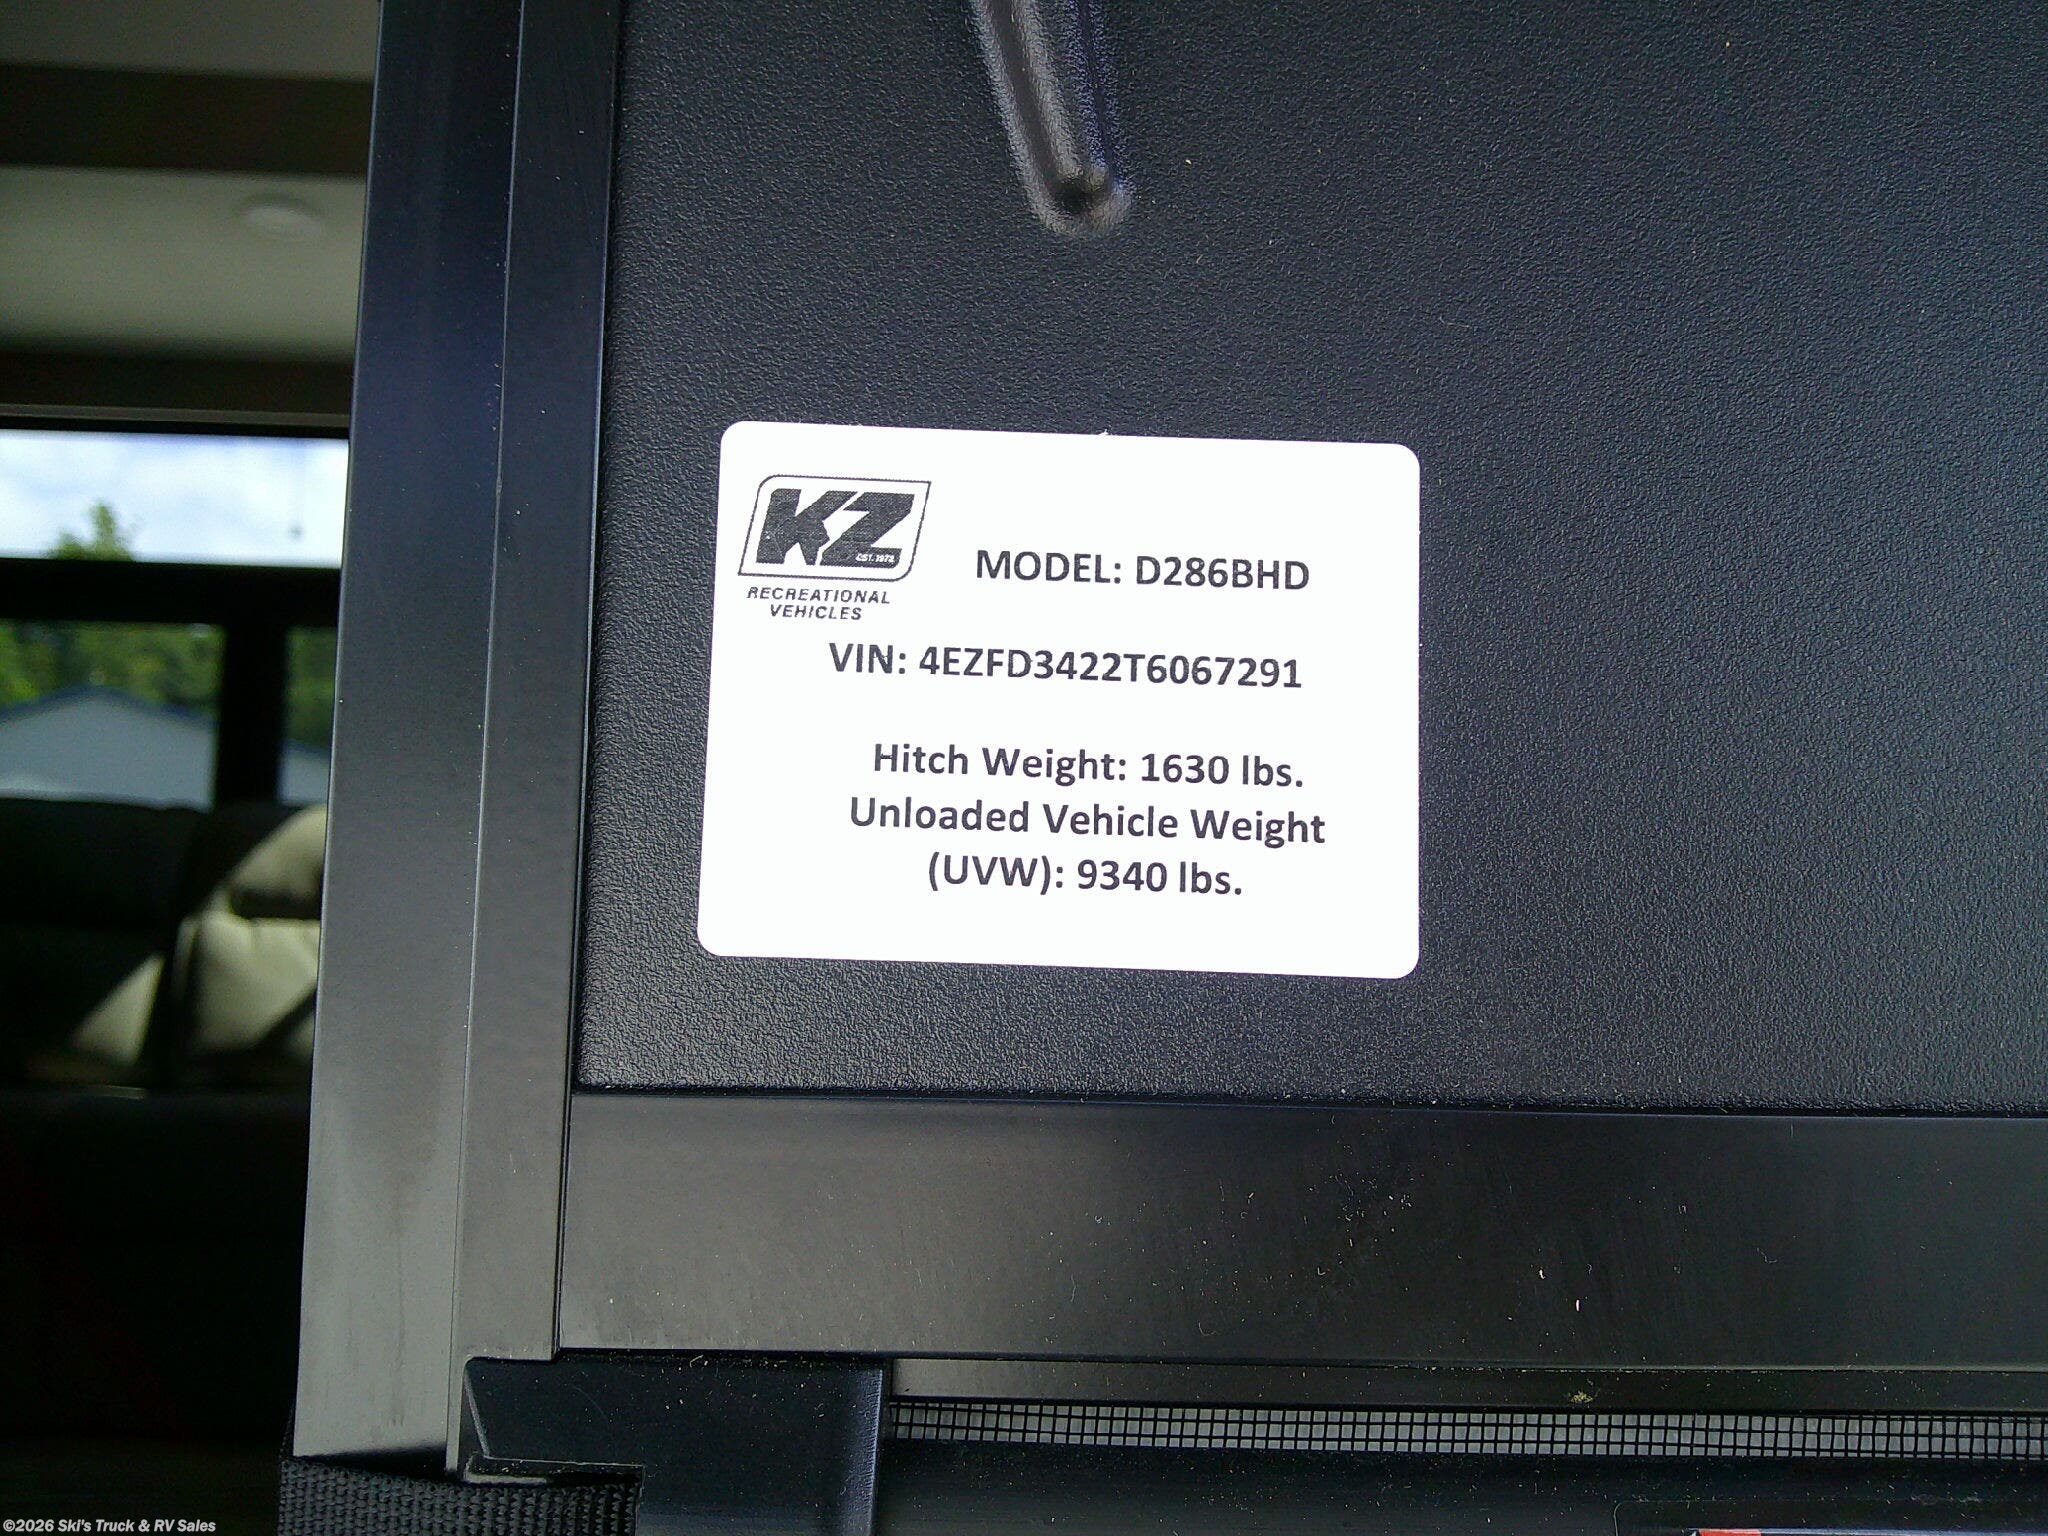 KZ
EST. 1972
RECREATIONAL
VEHICLES
MODEL: D286BHD
VIN: 4EZFD3422T6067291
Hitch Weight: 1630 lbs.
Unloaded Vehicle Weight
(UVW): 9340 lbs.
©2026 Ski's Truck & RV Sales